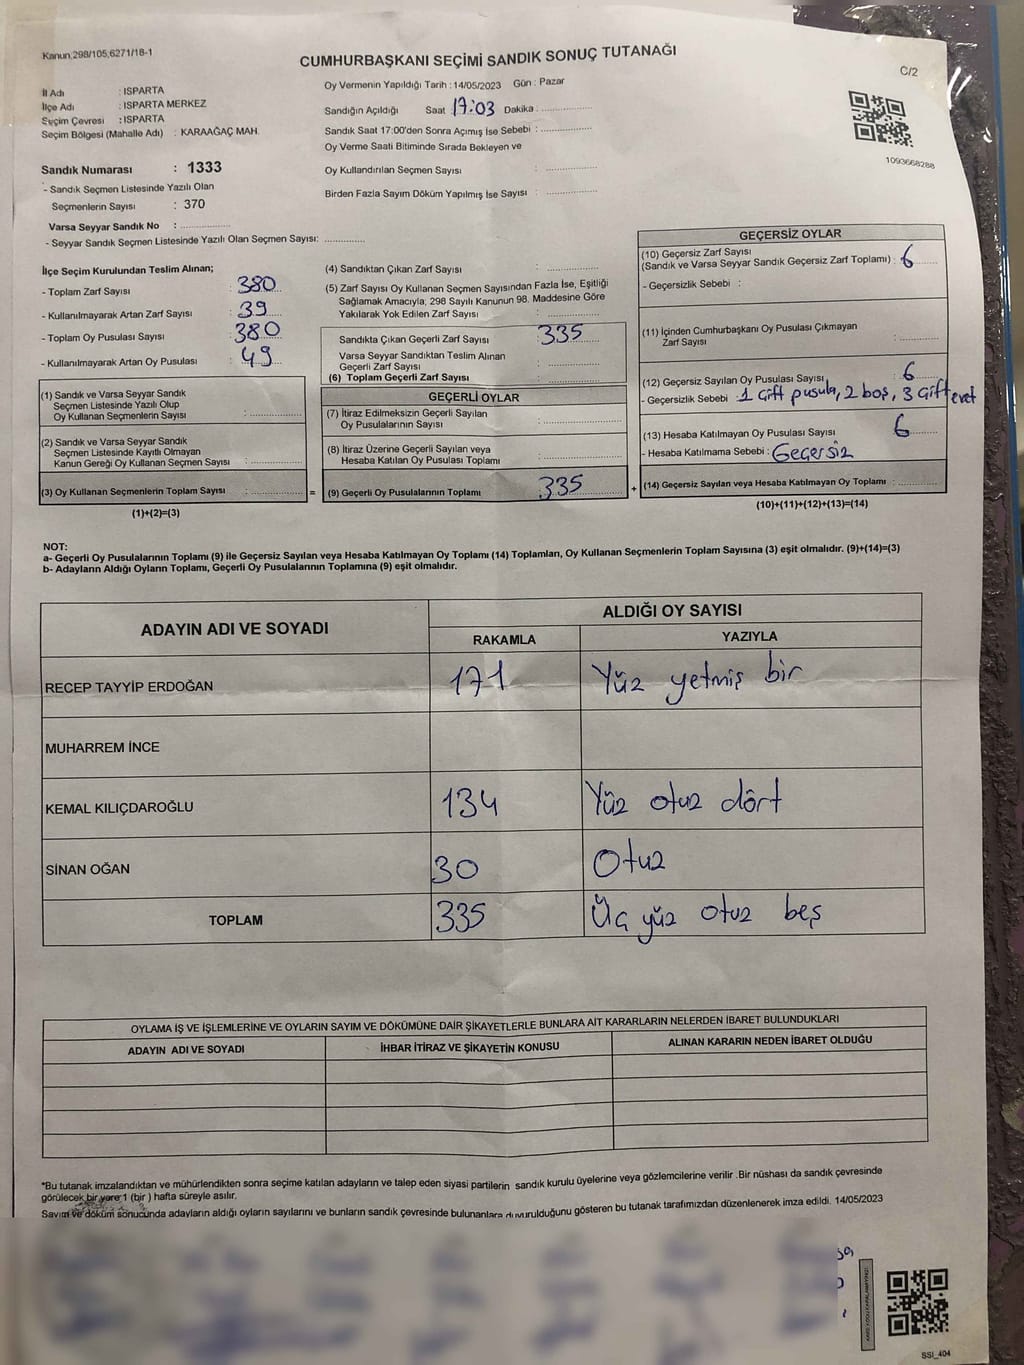 Kanun,298/105,6271/18-1
CUMHURBAŞKANI SEÇİMİ SANDIK SONUÇ TUTANAĞI
C/2
İl Adı : ISPARTA
İlçe Adı : ISPARTA MERKEZ
Seçim Çevresi : ISPARTA
Seçim Bölgesi (Mahalle Adı) : KARAAĞAÇ MAH.
Oy Vermenin Yapıldığı Tarih : 14/05/2023 Gün : Pazar
Sandığın Açıldığı Saat 17:03 Dakika :
Sandık Saat 17:00'den Sonra Açımış İse Sebebi :
Oy Verme Saati Bitiminde Sırada Bekleyen ve
Oy Kullandırılan Seçmen Sayısı :
Birden Fazla Sayım Döküm Yapılmış İse Sayısı :
1093668288
Sandık Numarası : 1333
- Sandık Seçmen Listesinde Yazılı Olan
Seçmenlerin Sayısı : 370
Varsa Seyyar Sandık No :
- Seyyar Sandık Seçmen Listesinde Yazılı Olan Seçmen Sayısı:
İlçe Seçim Kurulundan Teslim Alınan;
- Toplam Zarf Sayısı : 380
- Kullanılmayarak Artan Zarf Sayısı : 39
- Toplam Oy Pusulası Sayısı : 380
- Kullanılmayarak Artan Oy Pusulası : 49
(1) Sandık ve Varsa Seyyar Sandık
Seçmen Listesinde Yazılı Olup
Oy Kullanan Seçmenlerin Sayısı :
(2) Sandık ve Varsa Seyyar Sandık
Seçmen Listesinde Kayıtlı Olmayan
Kanun Gereği Oy Kullanan Seçmen Sayısı :
(3) Oy Kullanan Seçmenlerin Toplam Sayısı :
(1)+(2)=(3)
(4) Sandıktan Çıkan Zarf Sayısı :
(5) Zarf Sayısı Oy Kullanan Seçmen Sayısından Fazla İse, Eşitliği
Sağlamak Amacıyla; 298 Sayılı Kanunun 98. Maddesine Göre
Yakılarak Yok Edilen Zarf Sayısı :
Sandıkta Çıkan Geçerli Zarf Sayısı : 335
Varsa Seyyar Sandıktan Teslim Alınan
Geçerli Zarf Sayısı :
(6) Toplam Geçerli Zarf Sayısı :
GEÇERLİ OYLAR
(7) İtiraz Edilmeksizin Geçerli Sayılan
Oy Pusulalarının Sayısı :
(8) İtiraz Üzerine Geçerli Sayılan veya
Hesaba Katılan Oy Pusulası Toplamı :
= (9) Geçerli Oy Pusulalarının Toplamı : 335
GEÇERSİZ OYLAR
(10) Geçersiz Zarf Sayısı
(Sandık ve Varsa Seyyar Sandık Geçersiz Zarf Toplamı) : 6
- Geçersizlik Sebebi :
(11) İçinden Cumhurbaşkanı Oy Pusulası Çıkmayan
Zarf Sayısı :
(12) Geçersiz Sayılan Oy Pusulası Sayısı : 6
- Geçersizlik Sebebi : 1 Çift pusula, 2 boş, 3 Çift evet
(13) Hesaba Katılmayan Oy Pusulası Sayısı 6
- Hesaba Katılmama Sebebi : Geçersiz
+ (14) Geçersiz Sayılan veya Hesaba Katılmayan Oy Toplamı :
(10)+(11)+(12)+(13)=(14)
NOT:
a- Geçerli Oy Pusulalarının Toplamı (9) ile Geçersiz Sayılan veya Hesaba Katılmayan Oy Toplamı (14) Toplamları, Oy Kullanan Seçmenlerin Toplam Sayısına (3) eşit olmalıdır. (9)+(14)=(3)
b- Adayların Aldığı Oyların Toplamı, Geçerli Oy Pusulalarının Toplamına (9) eşit olmalıdır.
ADAYIN ADI VE SOYADI
ALDIĞI OY SAYISI
RAKAMLA YAZIYLA
RECEP TAYYİP ERDOĞAN 171 Yüz yetmiş bir
MUHARREM İNCE
KEMAL KILIÇDAROĞLU 134 Yüz otuz dört
SİNAN OĞAN 30 Otuz
TOPLAM 335 Üç yüz otuz beş
OYLAMA İŞ VE İŞLEMLERİNE VE OYLARIN SAYIM VE DÖKÜMÜNE DAİR ŞİKAYETLERLE BUNLARA AİT KARARLARIN NELERDEN İBARET BULUNDUKLARI
ADAYIN ADI VE SOYADI İHBAR İTİRAZ VE ŞİKAYETİN KONUSU ALINAN KARARIN NEDEN İBARET OLDUĞU
*Bu tutanak imzalandıktan ve mühürlendikten sonra seçime katılan adayların ve talep eden siyasi partilerin sandık kurulu üyelerine veya gözlemcilerine verilir .Bir nüshası da sandık çevresinde
görülecek bir yere 1 (bir ) hafta süreyle asılır.
Sayım ve döküm sonucunda adayların aldığı oyların sayılarını ve bunların sandık çevresinde bulunanlara duyurulduğunu gösteren bu tutanak tarafımızdan düzenlenerek imza edildi. 14/05/2023
SSI_404